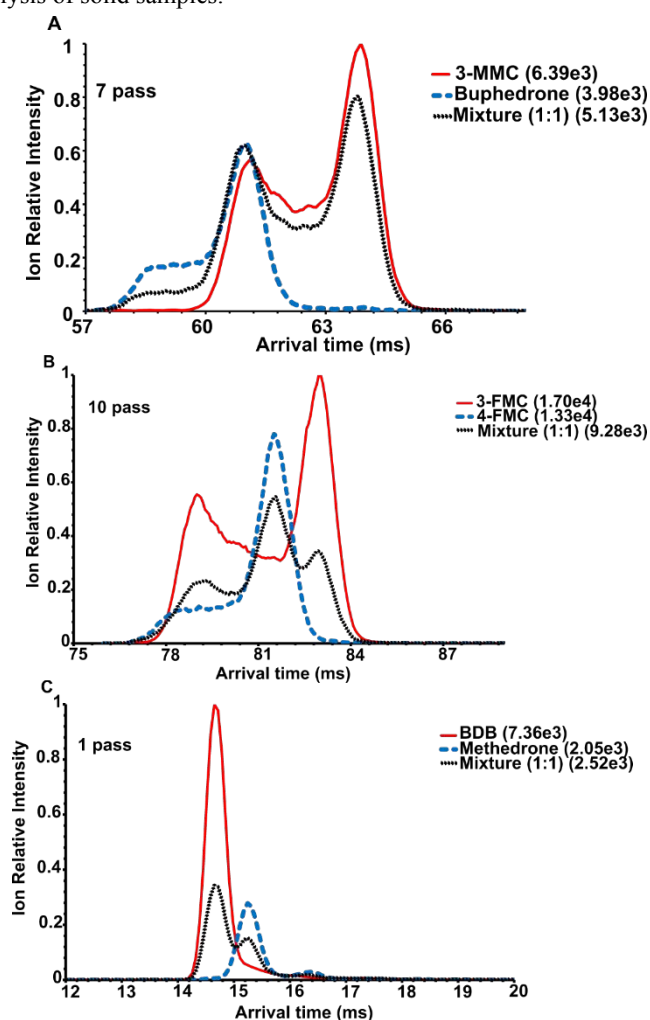 lysis of solid samples.
A
1
0.8
0.6
0.4
0.2
0
7 pass
3-MMC (6.39e3)
Buphedrone (3.98e3)
Mixture (1:1) (5.13e3)
57 60 63 66
Arrival time (ms)
Ion Relative Intensity
B
1
0.8
0.6
0.4
0.2
0
10 pass
3-FMC (1.70e4)
4-FMC (1.33e4)
Mixture (1:1) (9.28e3)
75 78 81 84 87
Arrival time (ms)
Ion Relative Intensity
C
1
0.8
0.6
0.4
0.2
0
1 pass
BDB (7.36e3)
Methedrone (2.05e3)
Mixture (1:1) (2.52e3)
12 13 14 15 16 17 18 19 20
Arrival time (ms)
Ion Relative Intensity